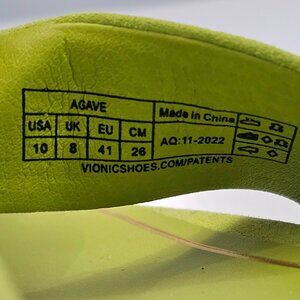 AGAVE
Made in China
USA UK EU CM
10 8 41 26
AQ:11-2022
VIONICSHOES.COM/PATENTS